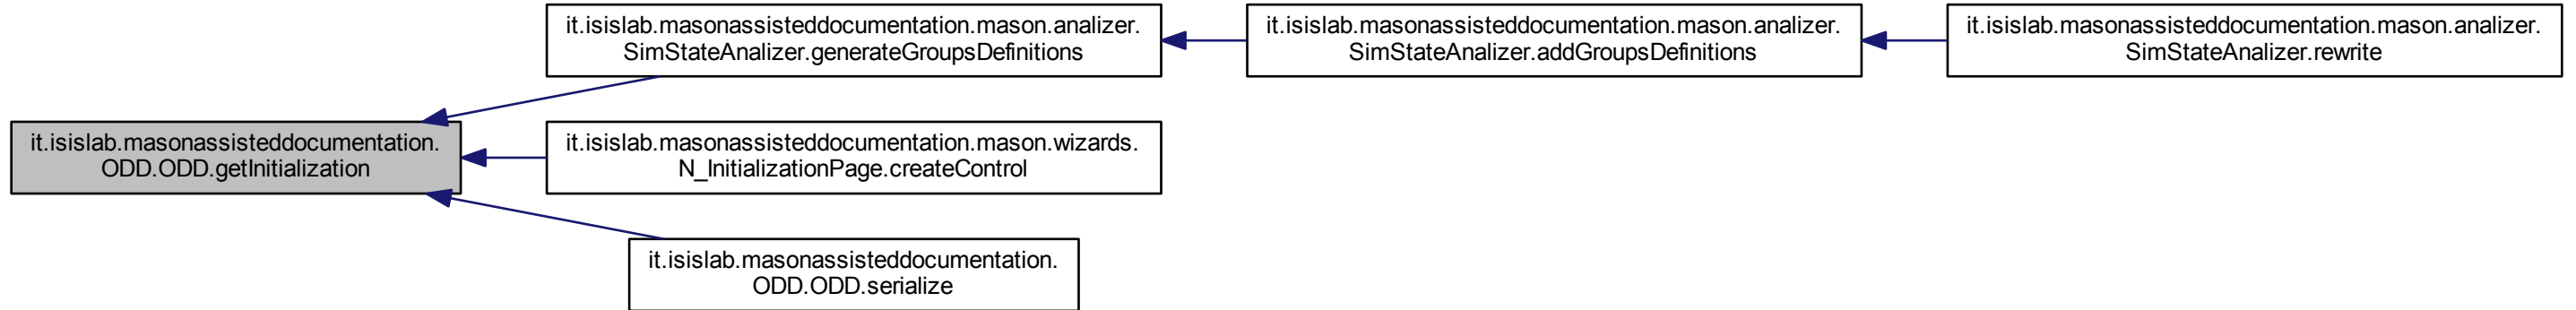 it.isislab.masonassisteddocumentation.mason.analizer.
SimStateAnalizer.generateGroupsDefinitions
it.isislab.masonassisteddocumentation.mason.analizer.
SimStateAnalizer.addGroupsDefinitions
it.isislab.masonassisteddocumentation.mason.analizer.
SimStateAnalizer.rewrite
it.isislab.masonassisteddocumentation.
ODD.ODD.getInitialization
it.isislab.masonassisteddocumentation.mason.wizards.
N_InitializationPage.createControl
it.isislab.masonassisteddocumentation.
ODD.ODD.serialize